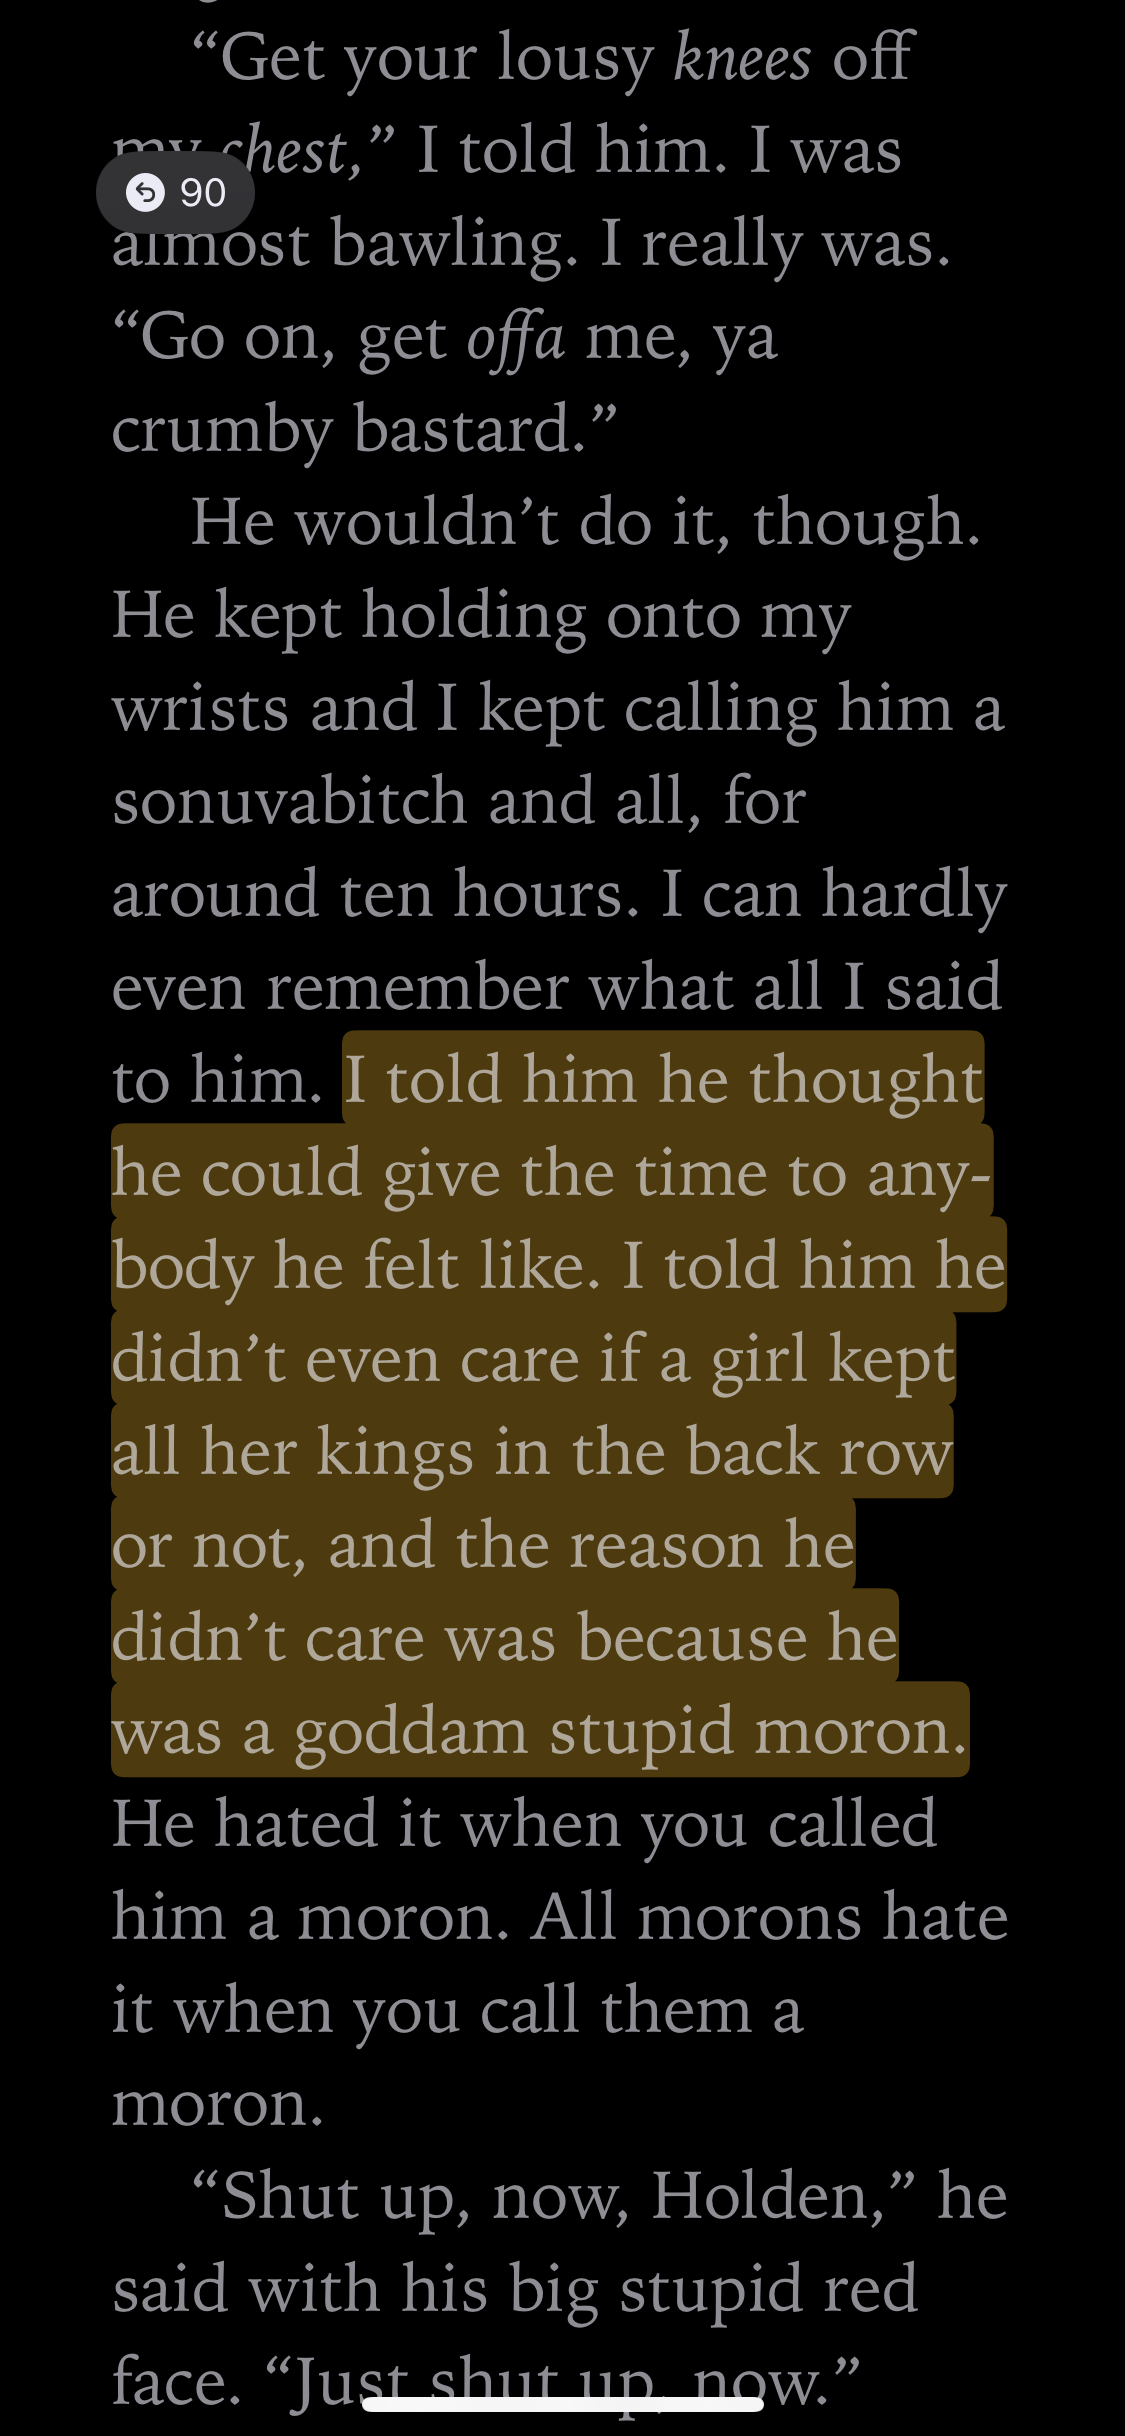 “Get your lousy knees off
my chest,” I told him. I was
90
almost bawling. I really was.
“Go on, get offa me, ya
crumby bastard.”
He wouldn’t do it, though.
He kept holding onto my
wrists and I kept calling him a
sonuvabitch and all, for
around ten hours. I can hardly
even remember what all I said
to him. I told him he thought
he could give the time to any-
body he felt like. I told him he
didn’t even care if a girl kept
all her kings in the back row
or not, and the reason he
didn’t care was because he
was a goddam stupid moron.
He hated it when you called
him a moron. All morons hate
it when you call them a
moron.
“Shut up, now, Holden,” he
said with his big stupid red
face. “Just shut up, now.”